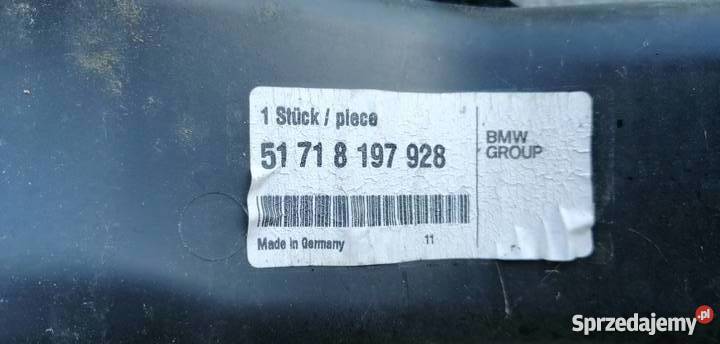 1 Stück / piece
51 71 8 197 928
BMW
GROUP
Made in Germany
11
Sprzedajemy.pl